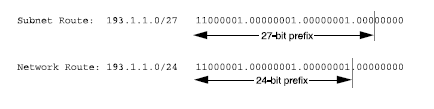 Subnet Route: 193.1.1.0/27 11000001.00000001.00000001.00000000
27-bit prefix
Network Route: 193.1.1.0/24 11000001.00000001.00000001.00000000
24-bit prefix